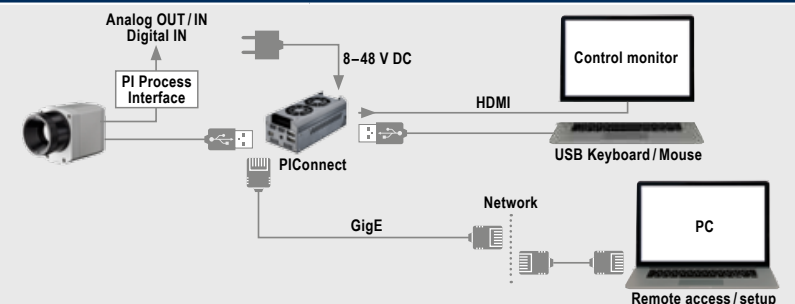 Analog OUT / IN
Digital IN
8–48 V DC
PI Process
Interface
Control monitor
HDMI
PIConnect
USB Keyboard / Mouse
Network
GigE
PC
Remote access / setup